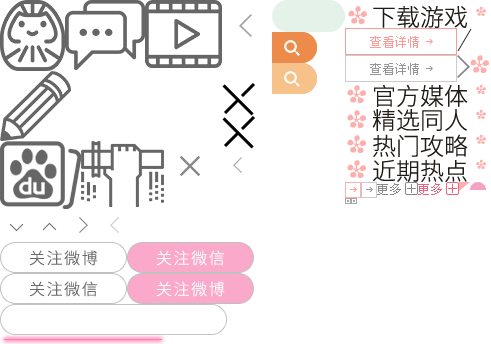 下载游戏
查看详情 →
查看详情 →
官方媒体
精选同人
热门攻略
近期热点
更多 更多
du
关注微博 关注微信
关注微信 关注微博